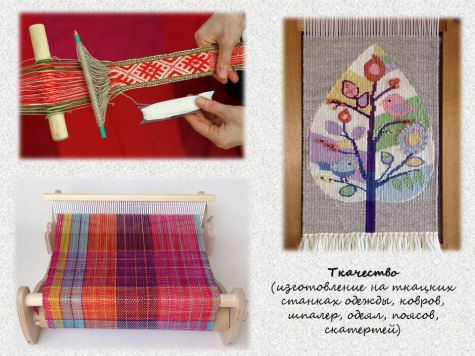 Ткачество
(изготовление на ткацких
станках одежды, ковров,
шпалер, одеял, поясов,
скатертей)